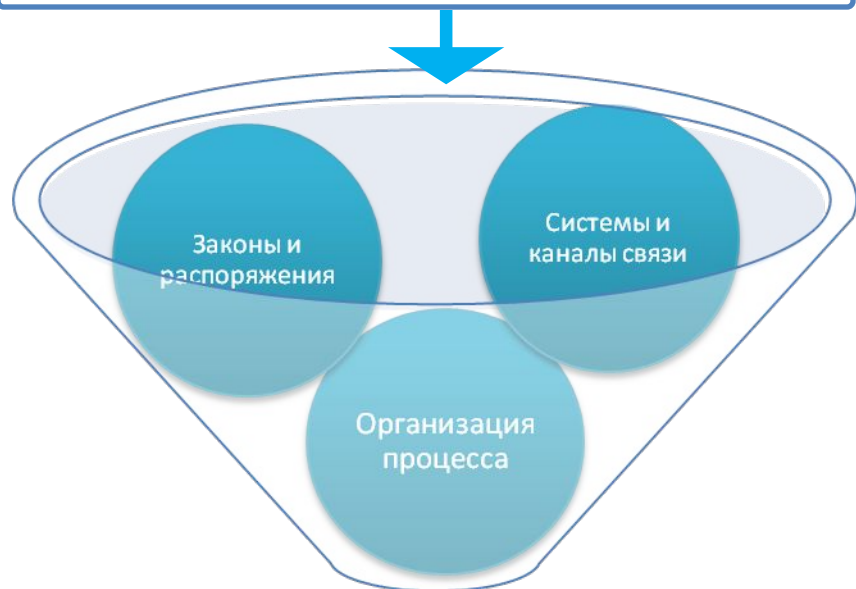 Законы и
распоряжения
Системы и
каналы связи
Организация
процесса